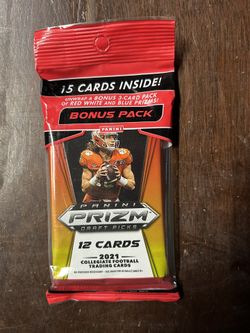 15 CARDS INSIDE!
UNWRAP A BONUS 3-CARD PACK
OF RED WHITE AND BLUE PRIZMS!
BONUS PACK
PANINI
PANINI
PRIZM
DRAFT PICKS
12 CARDS
2021
COLLEGIATE FOOTBALL
TRADING CARDS